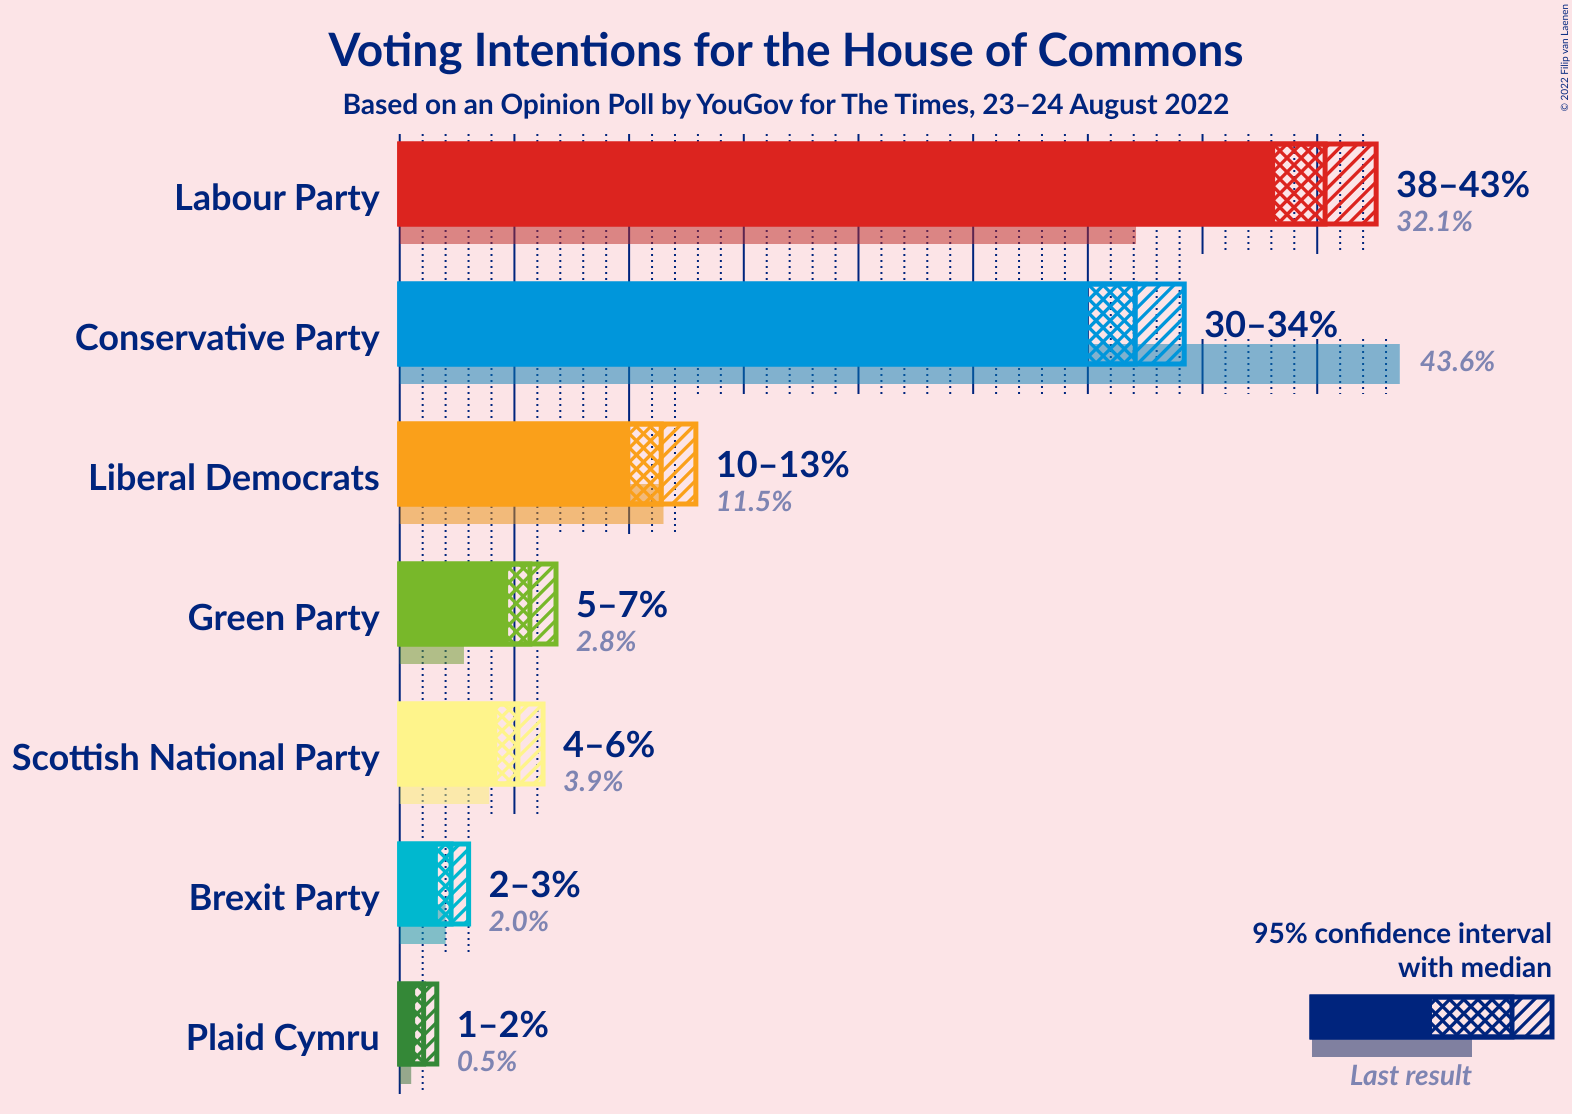 Voting Intentions for the House of Commons
Based on an Opinion Poll by YouGov for The Times, 23–24 August 2022
© 2022 Filip van Laenen
Labour Party
38–43%
32.1%
Conservative Party
30–34%
43.6%
Liberal Democrats
10–13%
11.5%
Green Party
5–7%
2.8%
Scottish National Party
4–6%
3.9%
Brexit Party
2–3%
2.0%
Plaid Cymru
1–2%
0.5%
95% confidence interval
with median
Last result